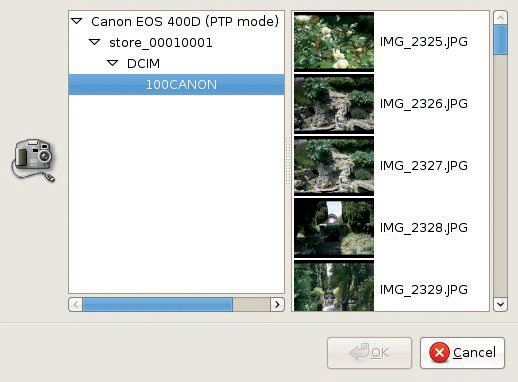 Canon EOS 400D (PTP mode)
store_00010001
DCIM
100CANON
IMG_2325.JPG
IMG_2326.JPG
IMG_2327.JPG
IMG_2328.JPG
IMG_2329.JPG
OK
Cancel